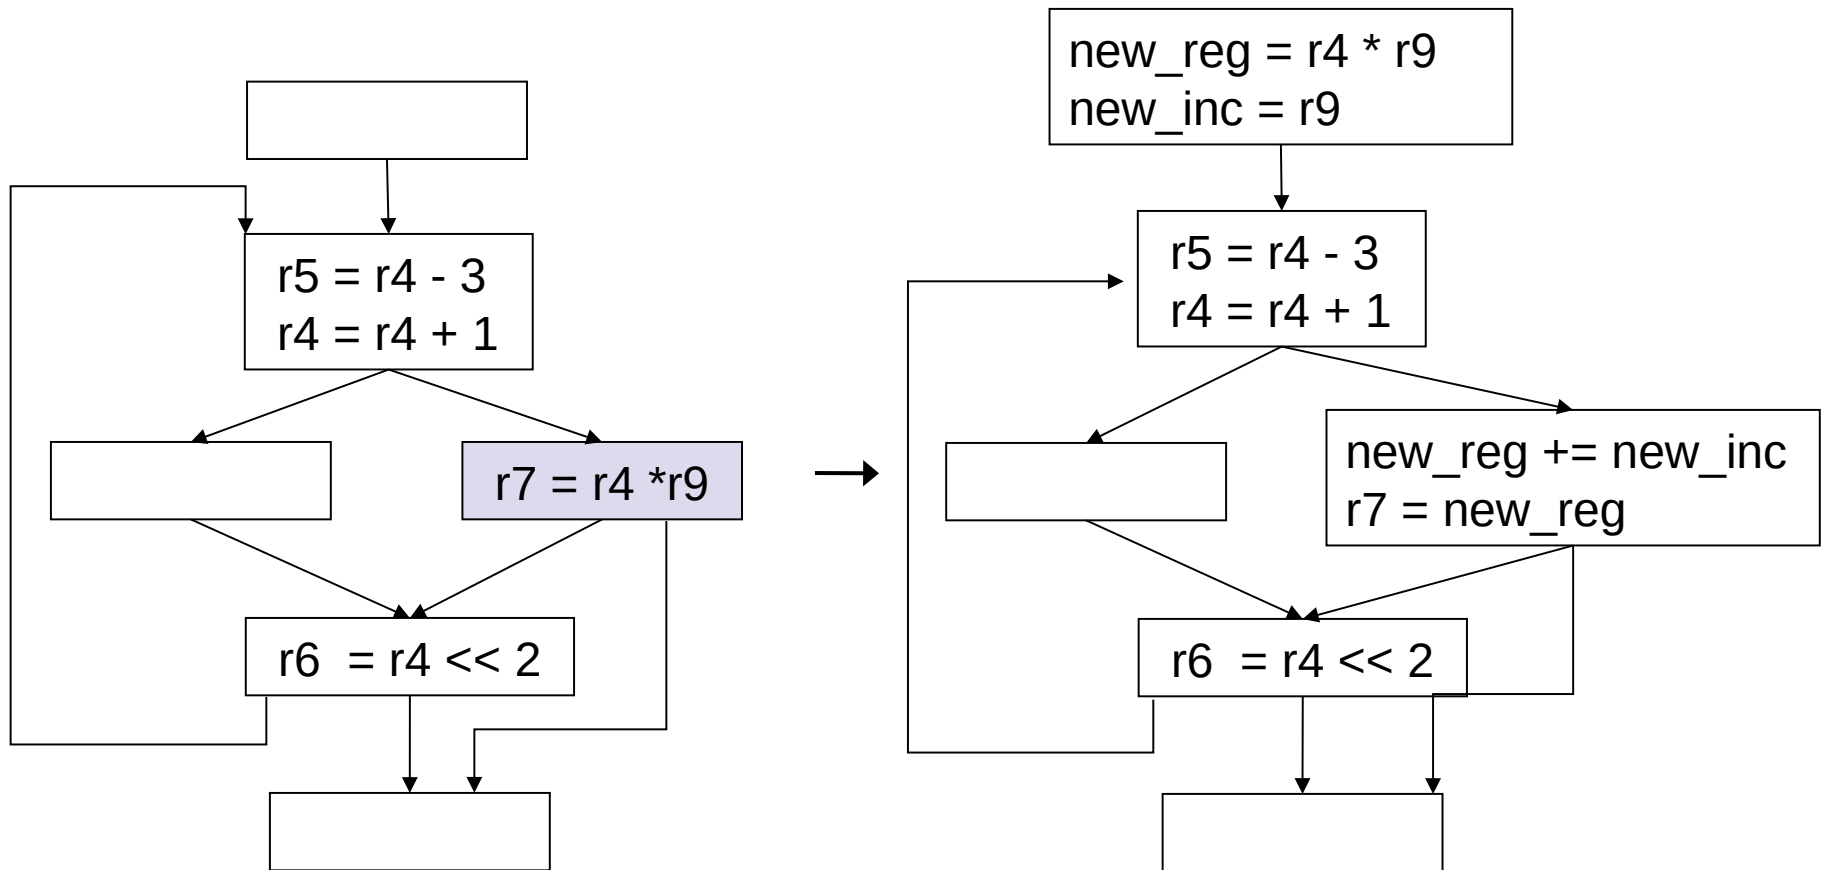 r5 = r4 - 3
r4 = r4 + 1
r7 = r4 *r9
r6  = r4 << 2
new_reg = r4 * r9
new_inc = r9
r5 = r4 - 3
r4 = r4 + 1
new_reg += new_inc
r7 = new_reg
r6  = r4 << 2